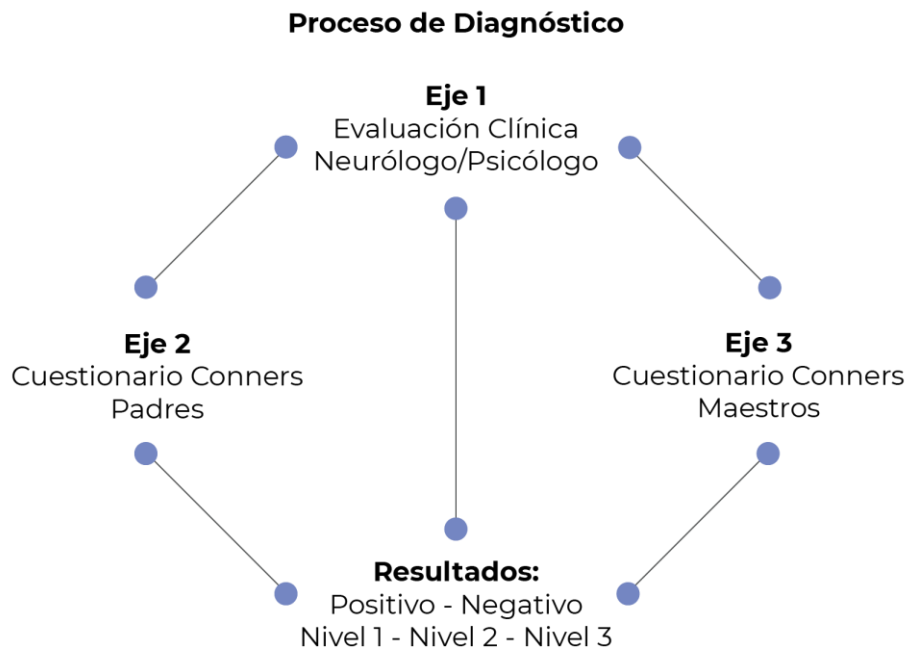 Proceso de Diagnóstico
Eje 1
Evaluación Clínica
Neurólogo/Psicólogo
Eje 2
Cuestionario Conners
Padres
Eje 3
Cuestionario Conners
Maestros
Resultados:
Positivo - Negativo
Nivel 1 - Nivel 2 - Nivel 3